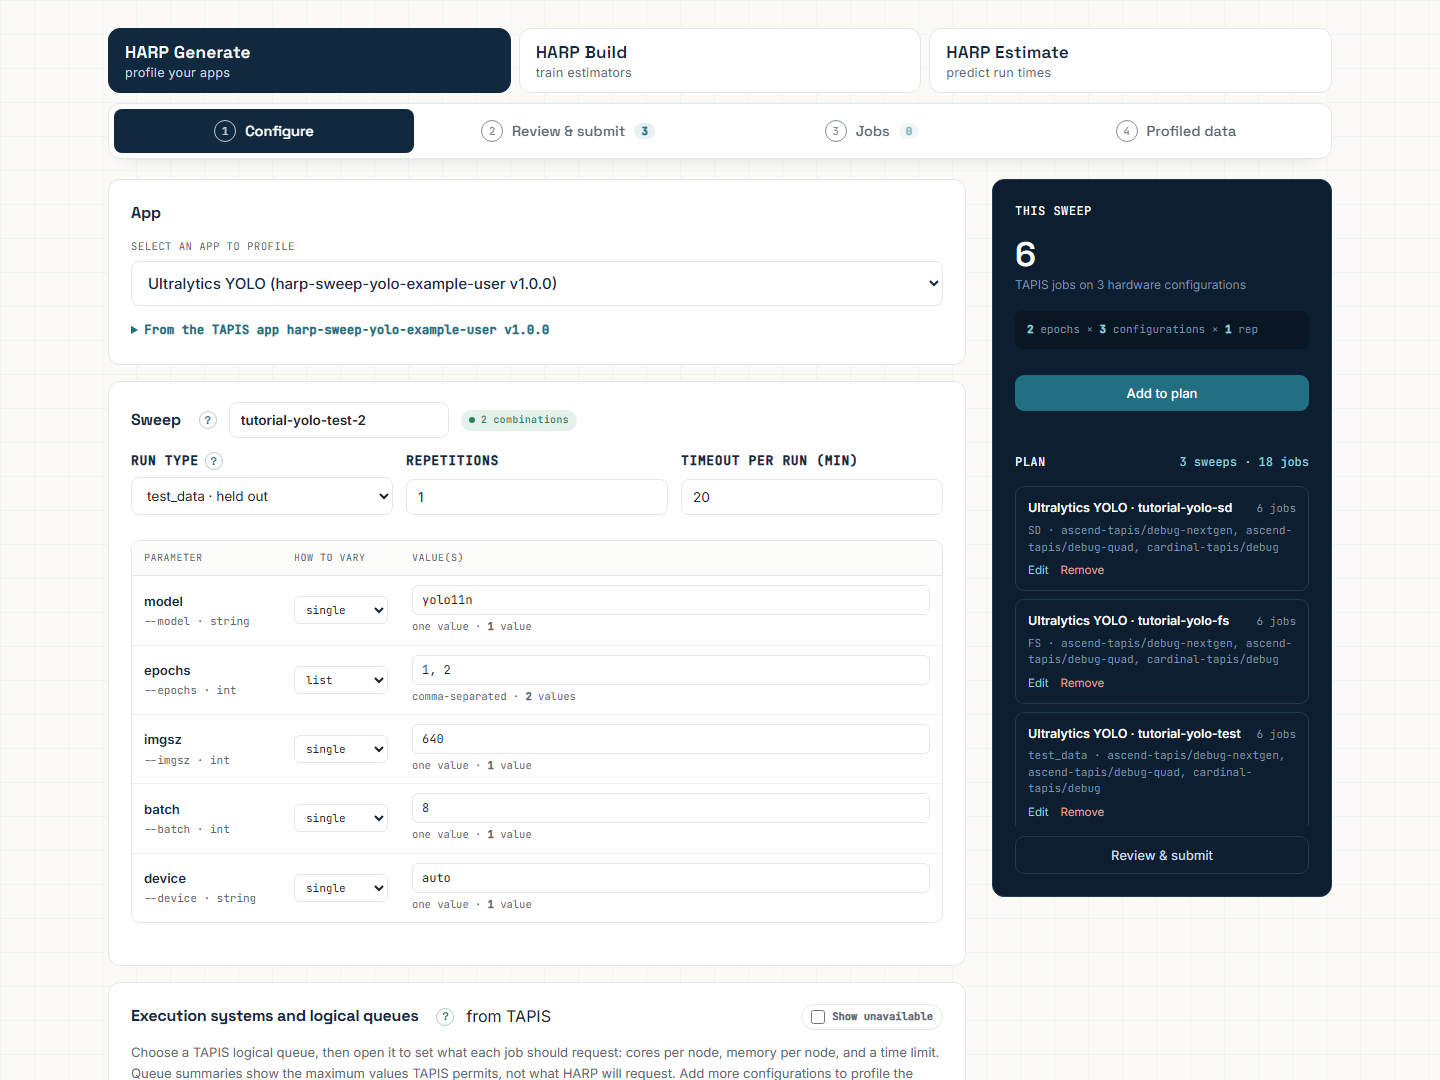 HARP Generate
profile your apps
HARP Build
train estimators
HARP Estimate
predict run times
1 Configure
2 Review & submit 3
3 Jobs 0
4 Profiled data
App
SELECT AN APP TO PROFILE
Ultralytics YOLO (harp-sweep-yolo-example-user v1.0.0)
From the TAPIS app harp-sweep-yolo-example-user v1.0.0
Sweep ? tutorial-yolo-test-2 2 combinations
RUN TYPE ? REPETITIONS TIMEOUT PER RUN (MIN)
test_data · held out 1 20
PARAMETER HOW TO VARY VALUE(S)
model
--model · string
single
yolo11n
one value · 1 value
epochs
--epochs · int
list
1, 2
comma-separated · 2 values
imgsz
--imgsz · int
single
640
one value · 1 value
batch
--batch · int
single
8
one value · 1 value
device
--device · string
single
auto
one value · 1 value
Execution systems and logical queues ? from TAPIS Show unavailable
Choose a TAPIS logical queue, then open it to set what each job should request: cores per node, memory per node, and a time limit.
Queue summaries show the maximum values TAPIS permits, not what HARP will request. Add more configurations to profile the
THIS SWEEP
6
TAPIS jobs on 3 hardware configurations
2 epochs × 3 configurations × 1 rep
Add to plan
PLAN 3 sweeps · 18 jobs
Ultralytics YOLO · tutorial-yolo-sd 6 jobs
SD · ascend-tapis/debug-nextgen, ascend-
tapis/debug-quad, cardinal-tapis/debug
Edit Remove
Ultralytics YOLO · tutorial-yolo-fs 6 jobs
FS · ascend-tapis/debug-nextgen, ascend-
tapis/debug-quad, cardinal-tapis/debug
Edit Remove
Ultralytics YOLO · tutorial-yolo-test 6 jobs
test_data · ascend-tapis/debug-nextgen,
ascend-tapis/debug-quad, cardinal-
tapis/debug
Edit Remove
Review & submit